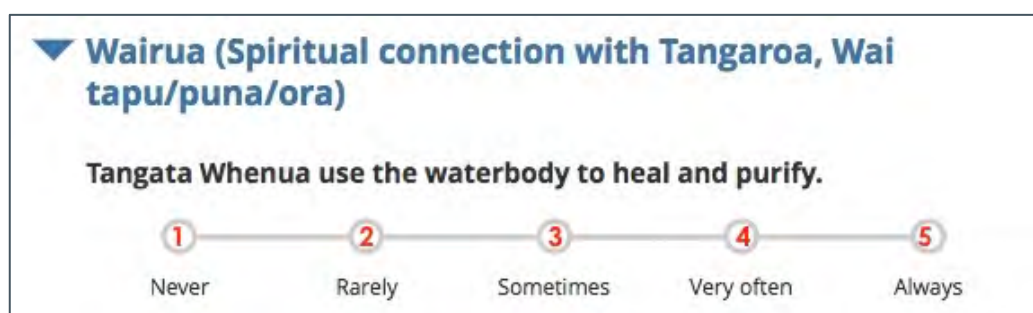 Wairua (Spiritual connection with Tangaroa, Wai
tapu/puna/ora)
Tangata Whenua use the waterbody to heal and purify.
1 2 3 4 5
Never Rarely Sometimes Very often Always